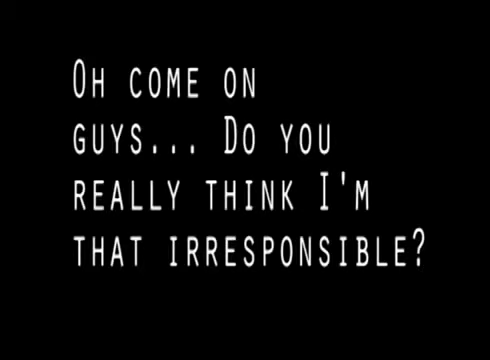 Oh come on
guys... Do you
really think I'm
that irresponsible?